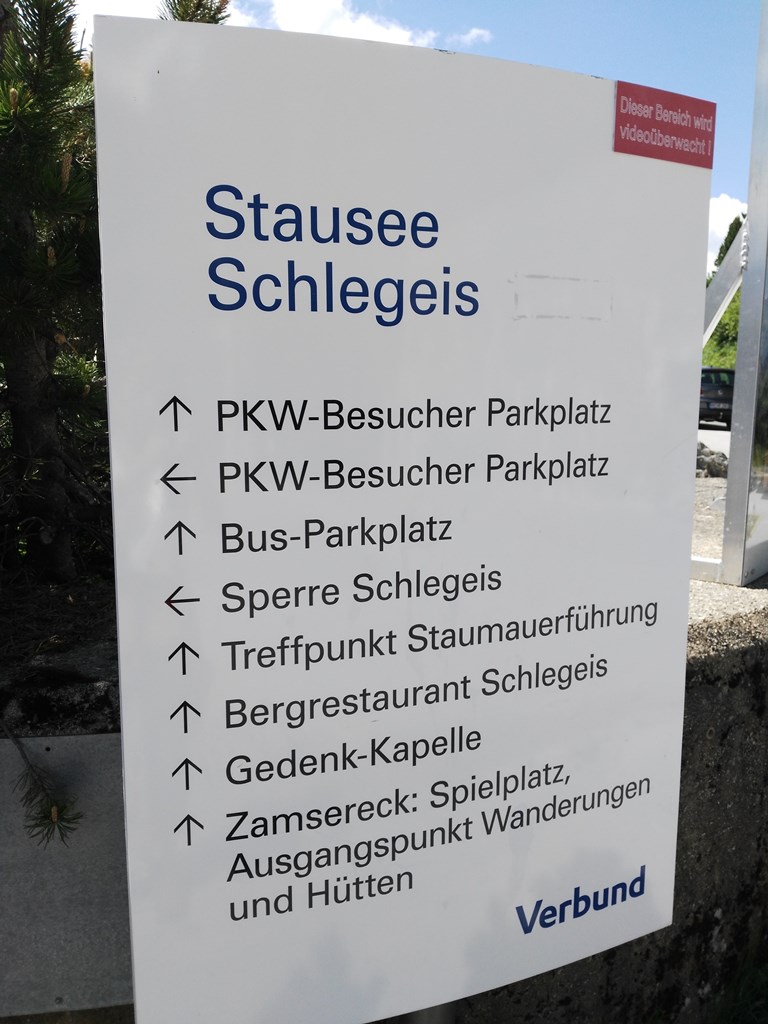 Dieser Bereich wird
videoüberwacht !
Stausee
Schlegeis
↑ PKW-Besucher Parkplatz
← PKW-Besucher Parkplatz
↑ Bus-Parkplatz
← Sperre Schlegeis
↑ Treffpunkt Staumauerführung
↑ Bergrestaurant Schlegeis
↑ Gedenk-Kapelle
↑ Zamsereck: Spielplatz,
Ausgangspunkt Wanderungen
und Hütten
Verbund